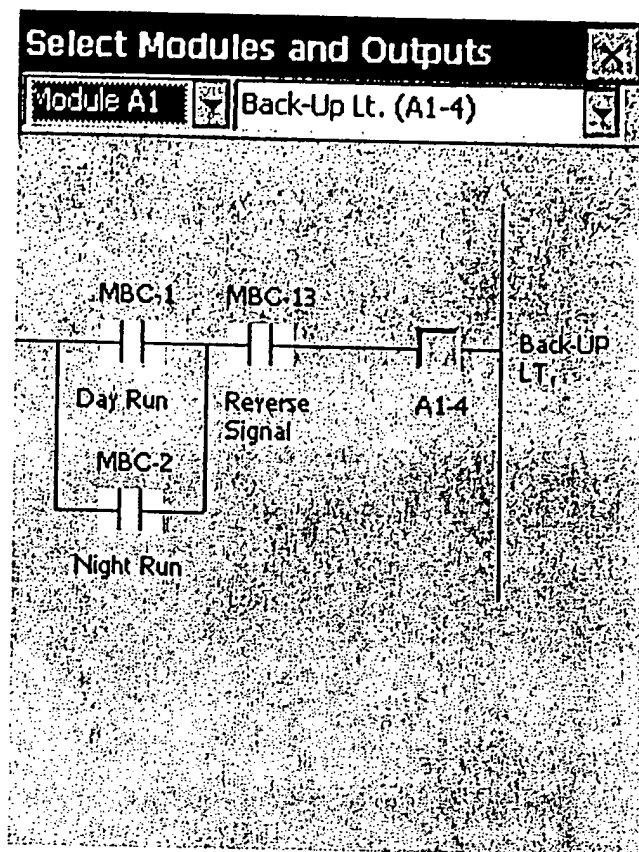 Select Modules and Outputs
Module A1
Back-Up Lt. (A1-4)
MBC-1
MBC-13
Day Run
Reverse
Signal
A1-4
Back-UP
LT.
MBC-2
Night Run